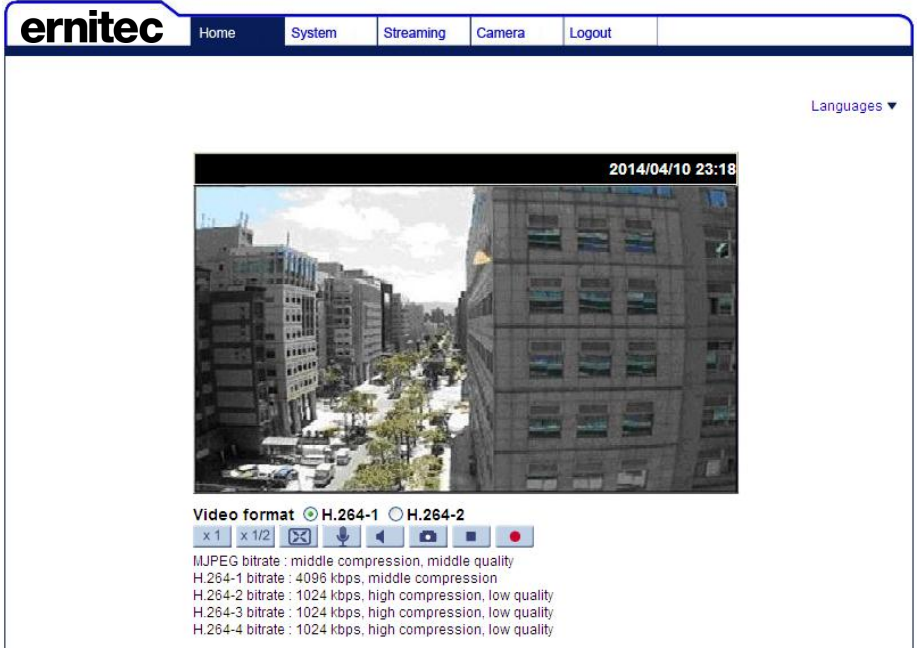 ernitec
Home System Streaming Camera Logout
Languages ▼
2014/04/10 23:18
Video format H.264-1 H.264-2
x 1 x 1/2
MJPEG bitrate : middle compression, middle quality
H.264-1 bitrate : 4096 kbps, middle compression
H.264-2 bitrate : 1024 kbps, high compression, low quality
H.264-3 bitrate : 1024 kbps, high compression, low quality
H.264-4 bitrate : 1024 kbps, high compression, low quality